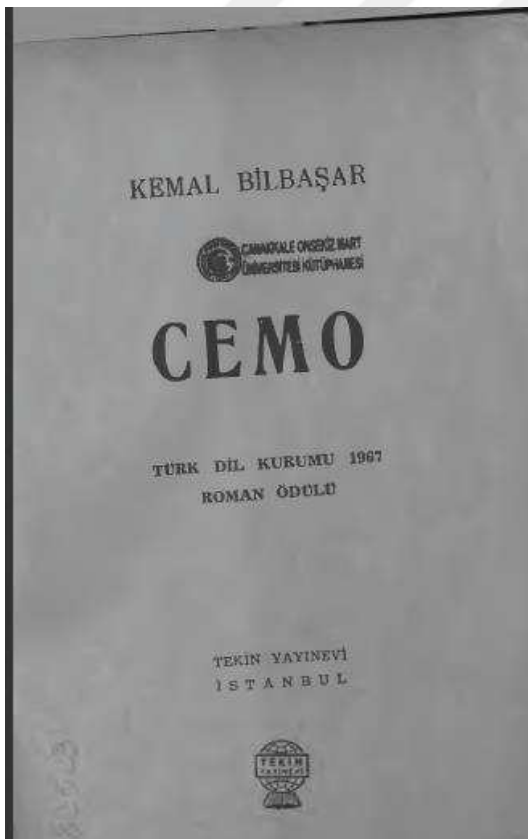 KEMAL BİLBAŞAR
ÇANAKKALE ONSEKİZ MART
ÜNİVERSİTESİ KÜTÜPHANESİ
CEMO
TÜRK DİL KURUMU 1967
ROMAN ÖDÜLÜ
TEKİN YAYINEVİ
İSTANBUL
TEKİN
YAYINEVİ